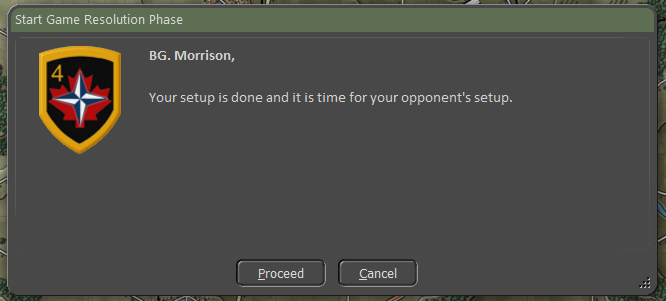 Start Game Resolution Phase
4
BG. Morrison,
Your setup is done and it is time for your opponent's setup.
Proceed
Cancel